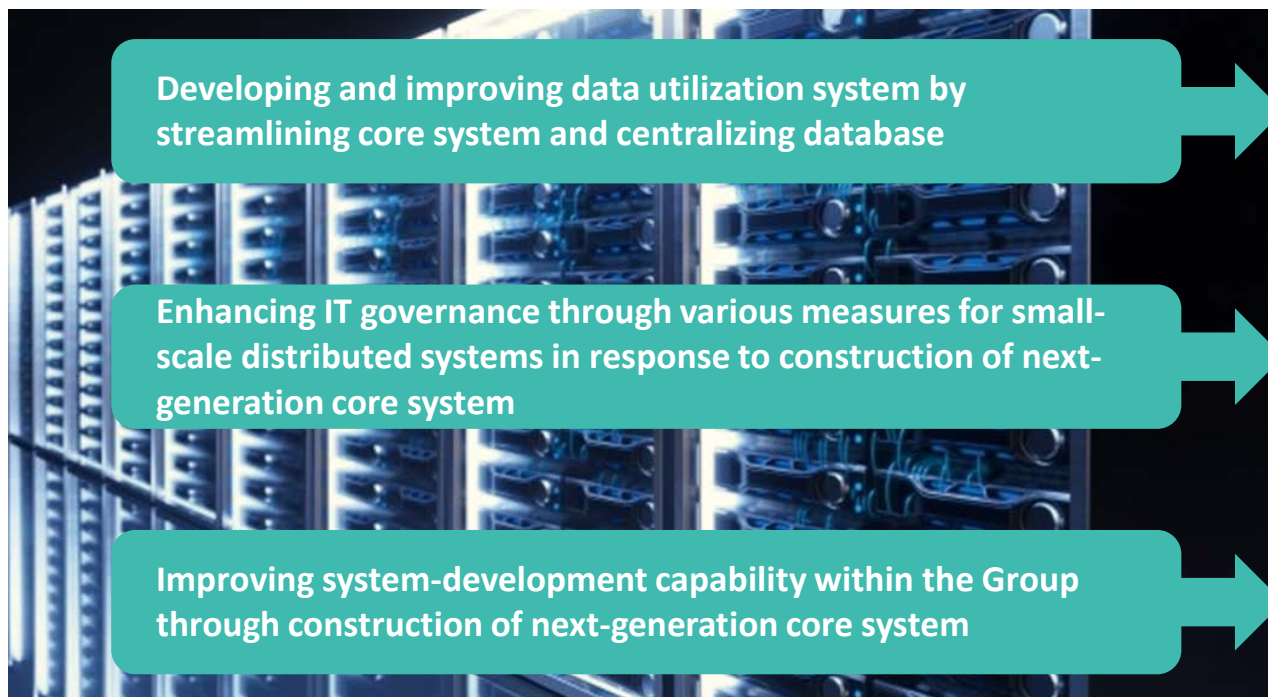 Developing and improving data utilization system by
streamlining core system and centralizing database
Enhancing IT governance through various measures for small-
scale distributed systems in response to construction of next-
generation core system
Improving system-development capability within the Group
through construction of next-generation core system